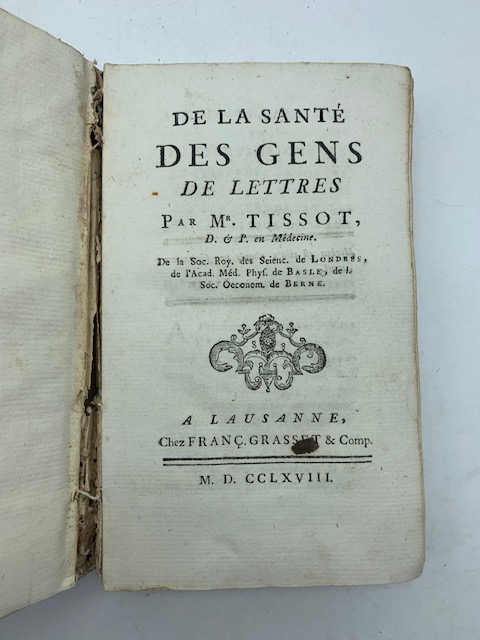 DE LA SANTÉ
DES GENS
DE LETTRES
PAR MR. TISSOT,
D. & P. en Médecine.
De la Soc. Roy. des Scienc. de LONDRES,
de l'Acad. Méd. Phys. de BASLE, de la
Soc. Oeconom. de BERNE.
A LAUSANNE,
Chez FRANÇ. GRASSET & Comp.
M. D. CCLXVIII.